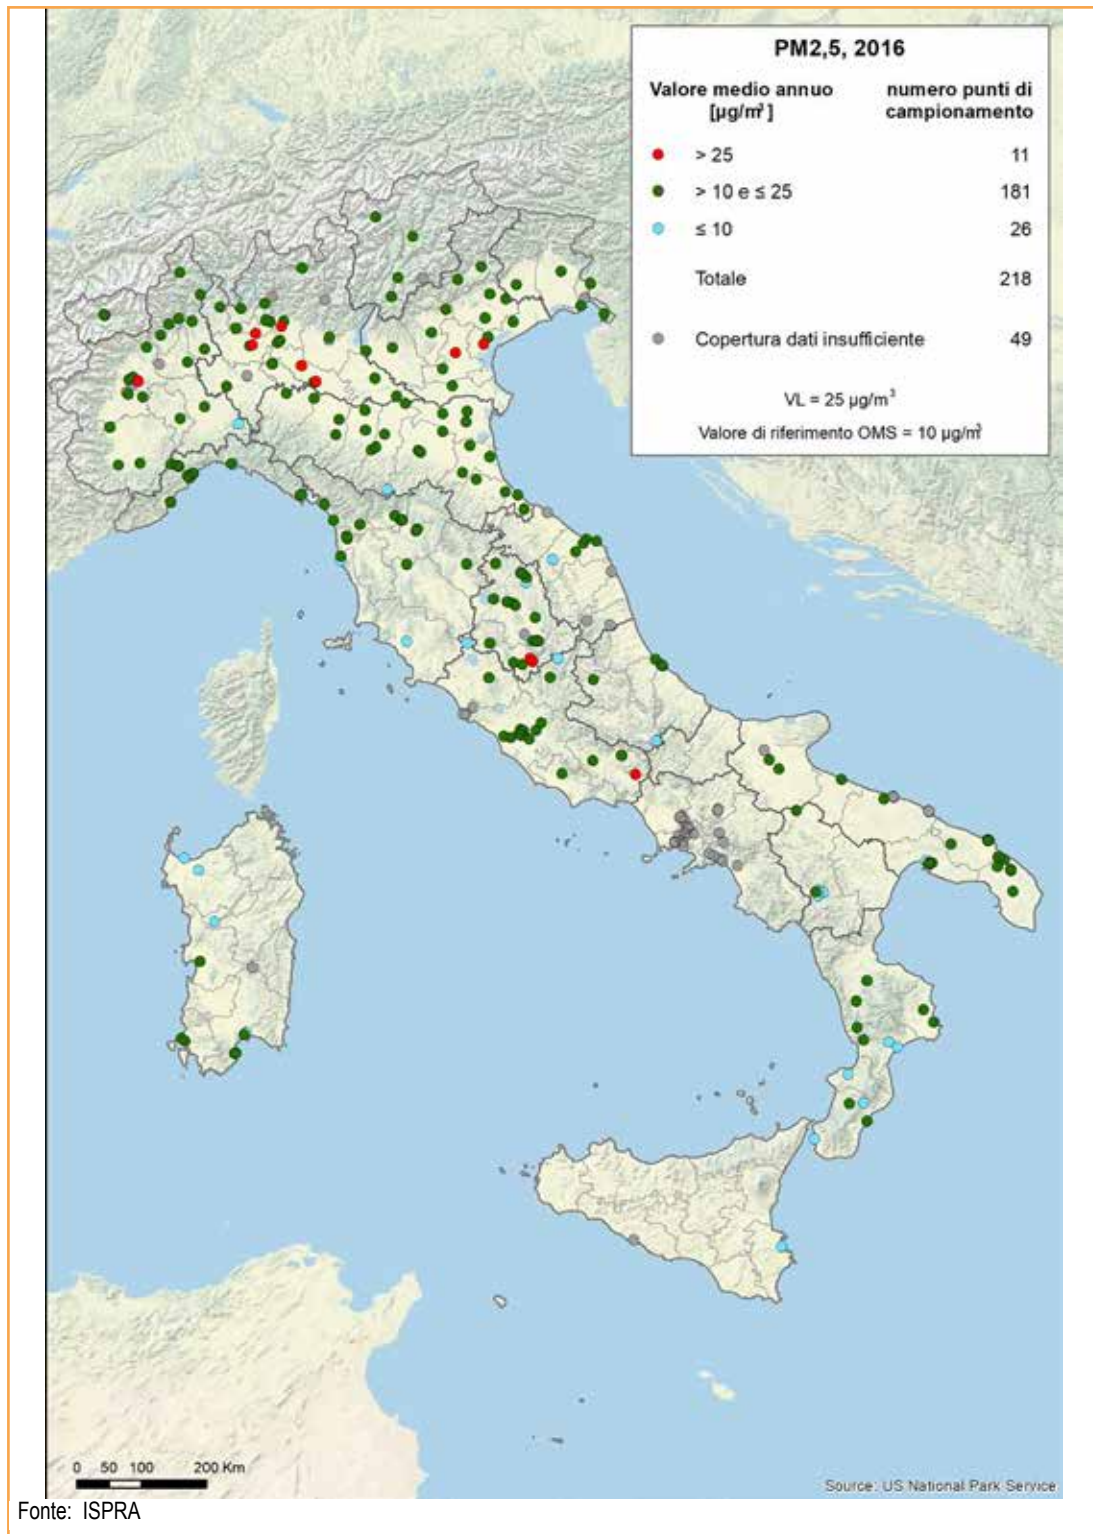 PM2,5, 2016
Valore medio annuo numero punti di
[µg/m³] campionamento
> 25 11
> 10 e ≤ 25 181
≤ 10 26
Totale 218
Copertura dati insufficiente 49
VL = 25 µg/m³
Valore di riferimento OMS = 10 µg/m³
0 50 100 200 Km
Source: US National Park Service
Fonte: ISPRA